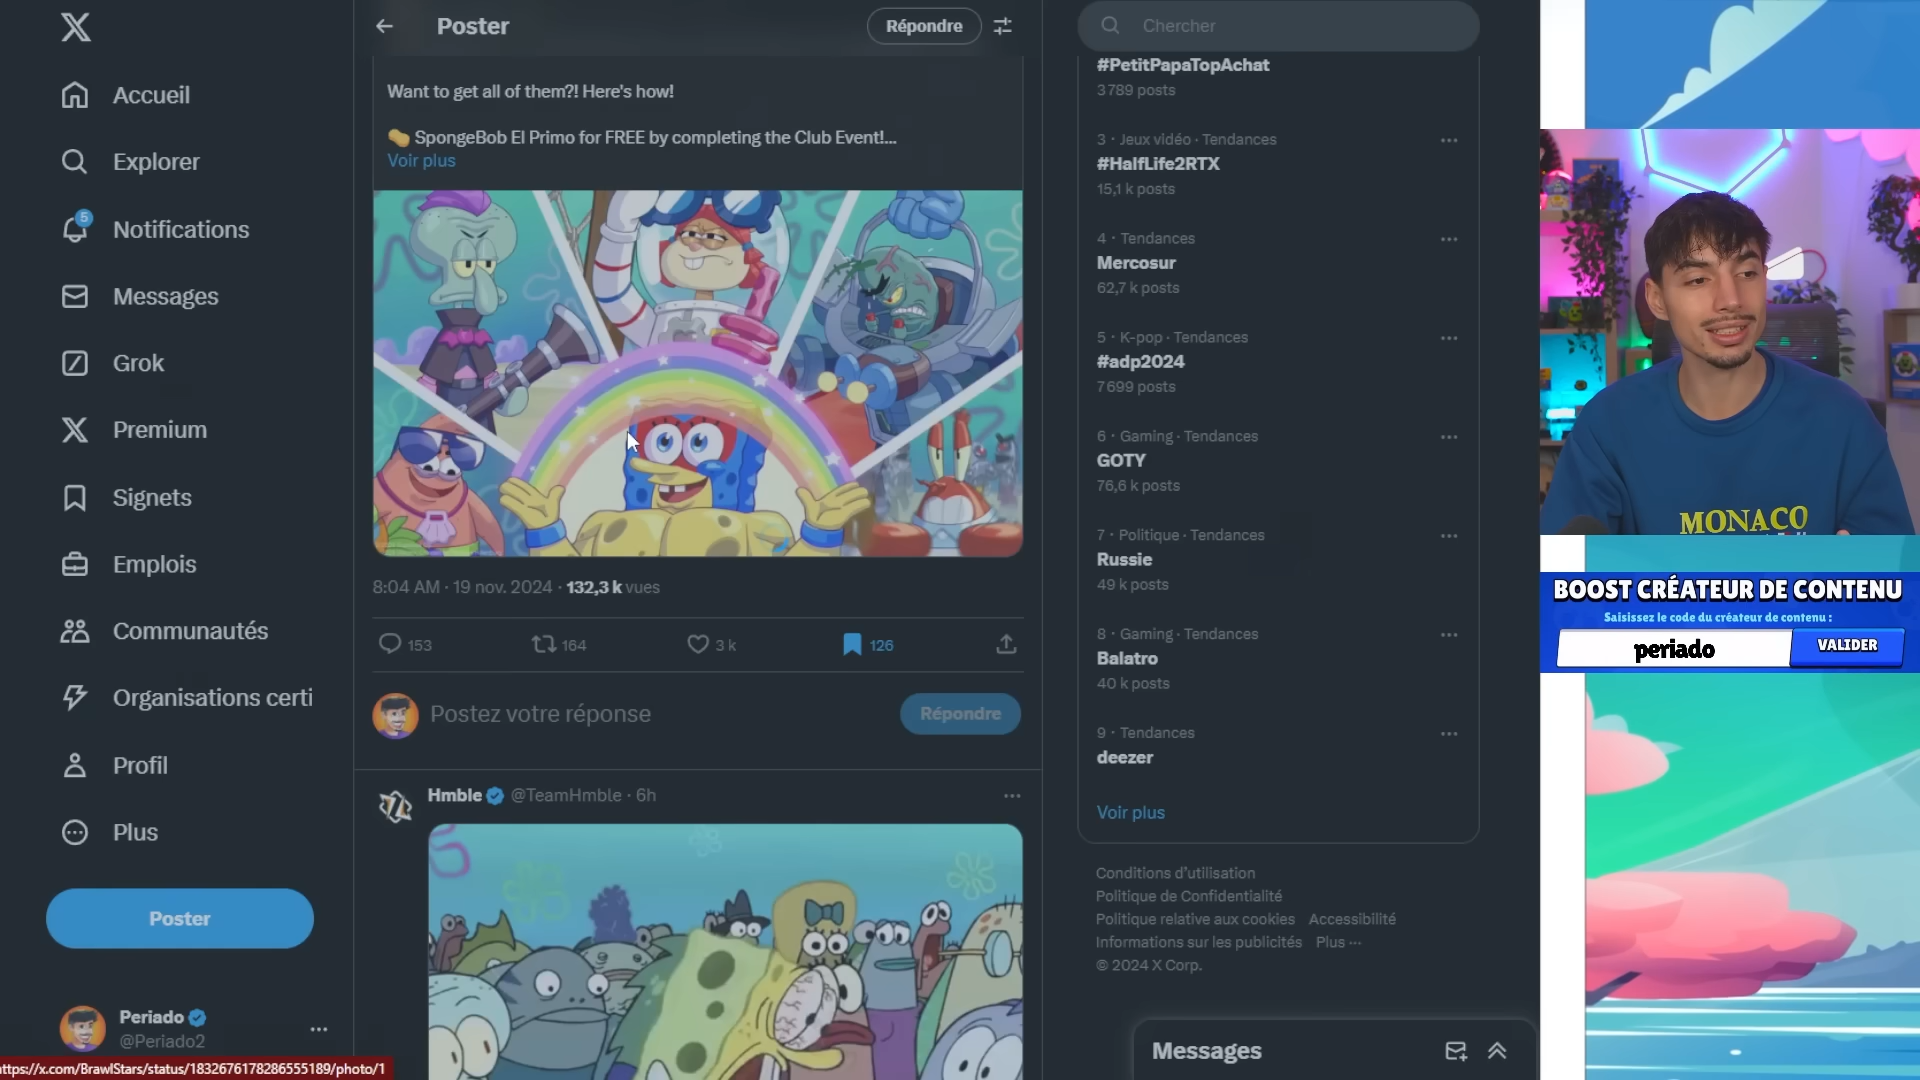 Accueil
Explorer
5
Notifications
Messages
Grok
Premium
Signets
Emplois
Communautés
Organisations certi
Profil
Plus
Poster
Periado
@Periado2
https://x.com/BrawlStars/status/1832676178286555189/photo/1
Poster
Répondre
Want to get all of them?! Here's how!
SpongeBob El Primo for FREE by completing the Club Event!...
Voir plus
8:04 AM · 19 nov. 2024 · 132,3 k vues
153
164
3 k
126
Postez votre réponse
Répondre
Hmble @TeamHmble · 6h
Chercher
#PetitPapaTopAchat
3 789 posts
3 · Jeux vidéo · Tendances
#HalfLife2RTX
15,1 k posts
4 · Tendances
Mercosur
62,7 k posts
5 · K-pop · Tendances
#adp2024
7 699 posts
6 · Gaming · Tendances
GOTY
76,6 k posts
7 · Politique · Tendances
Russie
49 k posts
8 · Gaming · Tendances
Balatro
40 k posts
9 · Tendances
deezer
Voir plus
Conditions d'utilisation
Politique de Confidentialité
Politique relative aux cookies Accessibilité
Informations sur les publicités Plus ···
© 2024 X Corp.
Messages
MONACO
BOOST CRÉATEUR DE CONTENU
Saisissez le code du créateur de contenu :
periado
VALIDER